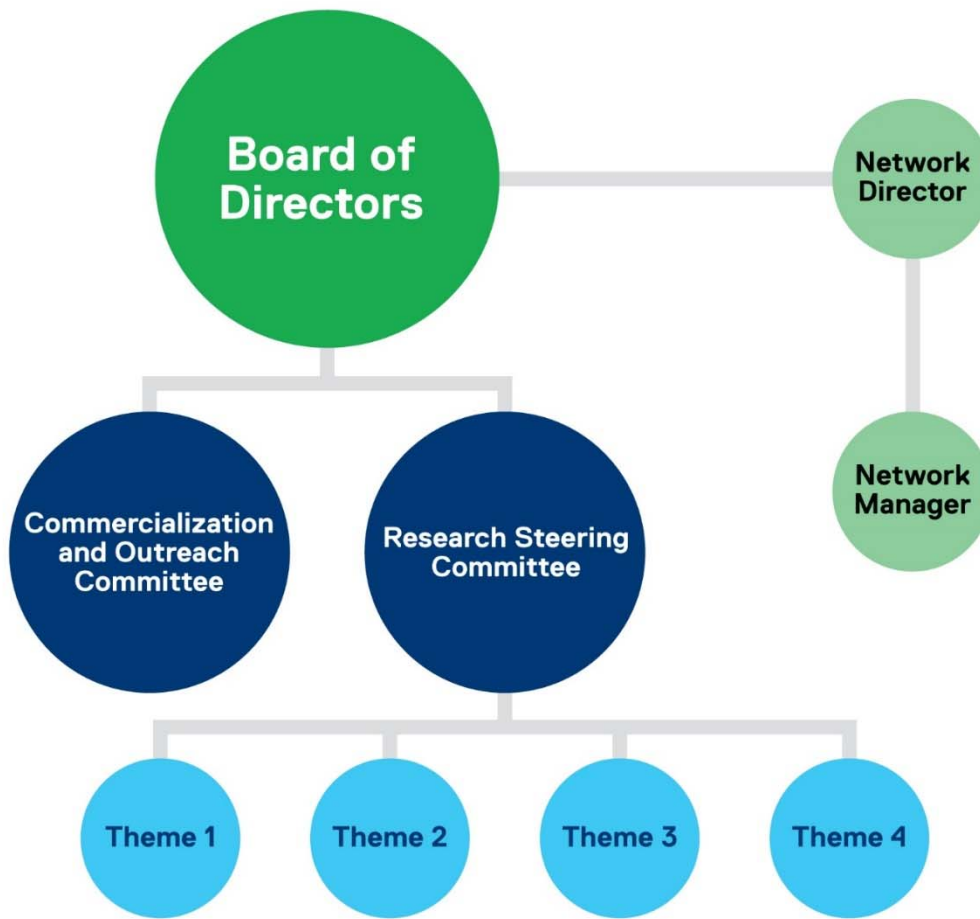 Board of
Directors
Network
Director
Network
Manager
Commercialization
and Outreach
Committee
Research Steering
Committee
Theme 1
Theme 2
Theme 3
Theme 4